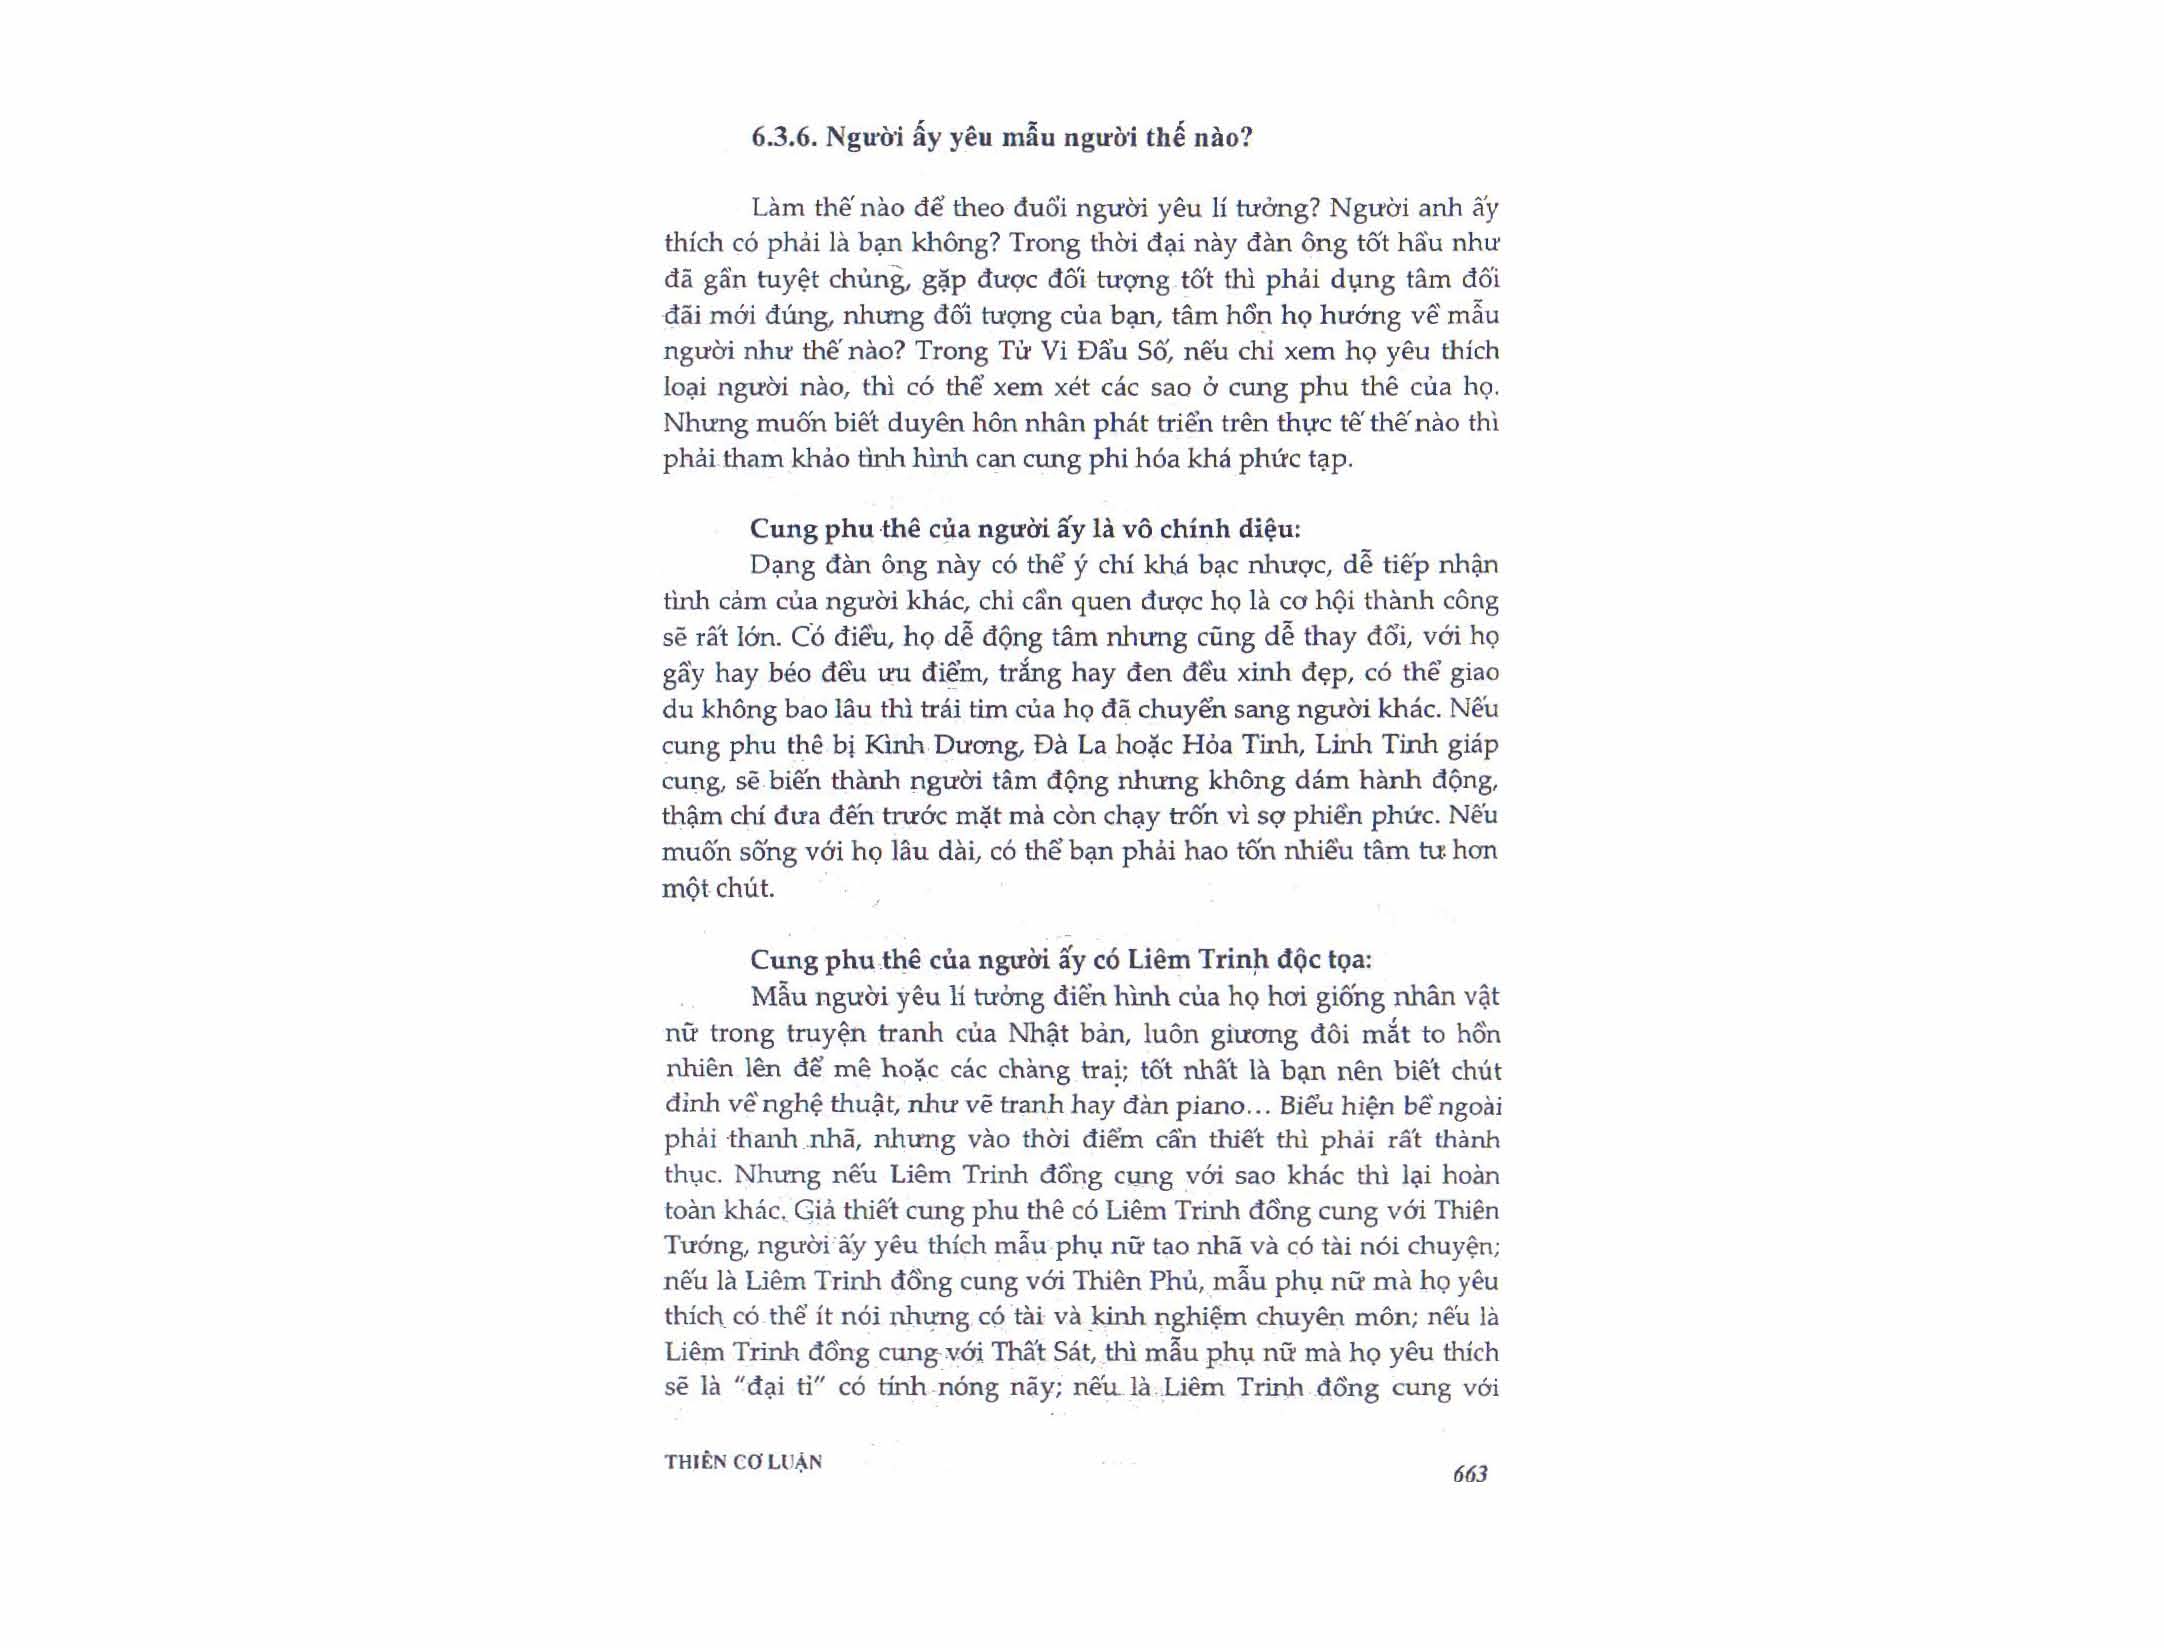 6.3.6. Người ấy yêu mẫu người thế nào?
Làm thế nào để theo đuổi người yêu lí tưởng? Người anh ấy
thích có phải là bạn không? Trong thời đại này đàn ông tốt hầu như
đã gần tuyệt chủng, gặp được đối tượng tốt thì phải dụng tâm đối
đãi mới đúng, nhưng đối tượng của bạn, tâm hồn họ hướng về mẫu
người như thế nào? Trong Tử Vi Đẩu Số, nếu chỉ xem họ yêu thích
loại người nào, thì có thể xem xét các sao ở cung phu thê của họ.
Nhưng muốn biết duyên hôn nhân phát triển trên thực tế thế nào thì
phải tham khảo tình hình can cung phi hóa khá phức tạp.
Cung phu thê của người ấy là vô chính diệu:
Dạng đàn ông này có thể ý chí khá bạc nhược, dễ tiếp nhận
tình cảm của người khác, chỉ cần quen được họ là cơ hội thành công
sẽ rất lớn. Có điều, họ dễ động tâm nhưng cũng dễ thay đổi, với họ
gầy hay béo đều ưu điểm, trắng hay đen đều xinh đẹp, có thể giao
du không bao lâu thì trái tim của họ đã chuyển sang người khác. Nếu
cung phu thê bị Kình Dương, Đà La hoặc Hỏa Tinh, Linh Tinh giáp
cung, sẽ biến thành người tâm động nhưng không dám hành động,
thậm chí đưa đến trước mặt mà còn chạy trốn vì sợ phiền phức. Nếu
muốn sống với họ lâu dài, có thể bạn phải hao tốn nhiều tâm tư hơn
một chút.
Cung phu thê của người ấy có Liêm Trinh độc tọa:
Mẫu người yêu lí tưởng điển hình của họ hơi giống nhân vật
nữ trong truyện tranh của Nhật bản, luôn giương đôi mắt to hồn
nhiên lên để mê hoặc các chàng trai; tốt nhất là bạn nên biết chút
đỉnh về nghệ thuật, như vẽ tranh hay đàn piano... Biểu hiện bề ngoài
phải thanh nhã, nhưng vào thời điểm cần thiết thì phải rất thành
thục. Nhưng nếu Liêm Trinh đồng cung với sao khác thì lại hoàn
toàn khác. Giả thiết cung phu thê có Liêm Trinh đồng cung với Thiên
Tướng, người ấy yêu thích mẫu phụ nữ tao nhã và có tài nói chuyện;
nếu là Liêm Trinh đồng cung với Thiên Phủ, mẫu phụ nữ mà họ yêu
thích có thể ít nói nhưng có tài và kinh nghiệm chuyên môn; nếu là
Liêm Trinh đồng cung với Thất Sát, thì mẫu phụ nữ mà họ yêu thích
sẽ là "đại tỉ" có tính nóng nãy; nếu là Liêm Trinh đồng cung với
THIÊN CƠ LUẬN
663